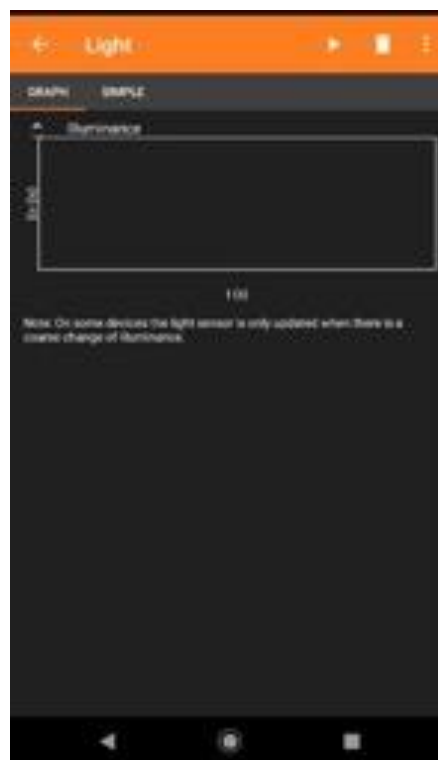 Light
GRAPH SIMPLE
Illuminance
t (s)
Note: On some devices the light sensor is only updated when there is a
coarse change of illuminance.